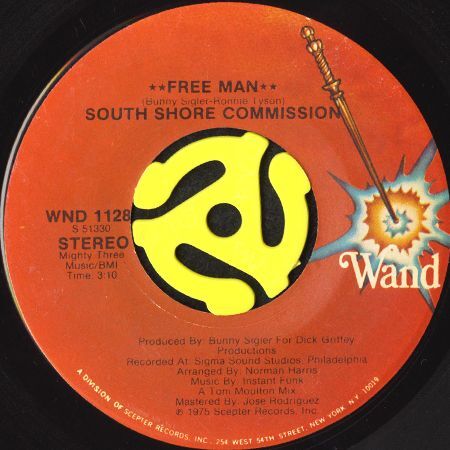 **FREE MAN**
(Bunny Sigler-Ronnie Tyson)
SOUTH SHORE COMMISSION
WND 1128
S 51330
STEREO
Mighty Three
Music/BMI
Time: 3:10
Wand
Produced By: Bunny Sigler For Dick Griffey
Productions
Recorded At: Sigma Sound Studios, Philadelphia
Arranged By: Norman Harris
Music By: Instant Funk
A Tom Moulton Mix
Mastered By: Jose Rodriguez
℗ 1975 Scepter Records, Inc.
A DIVISION OF SCEPTER RECORDS, INC., 254 WEST 54TH STREET, NEW YORK, N.Y. 10019